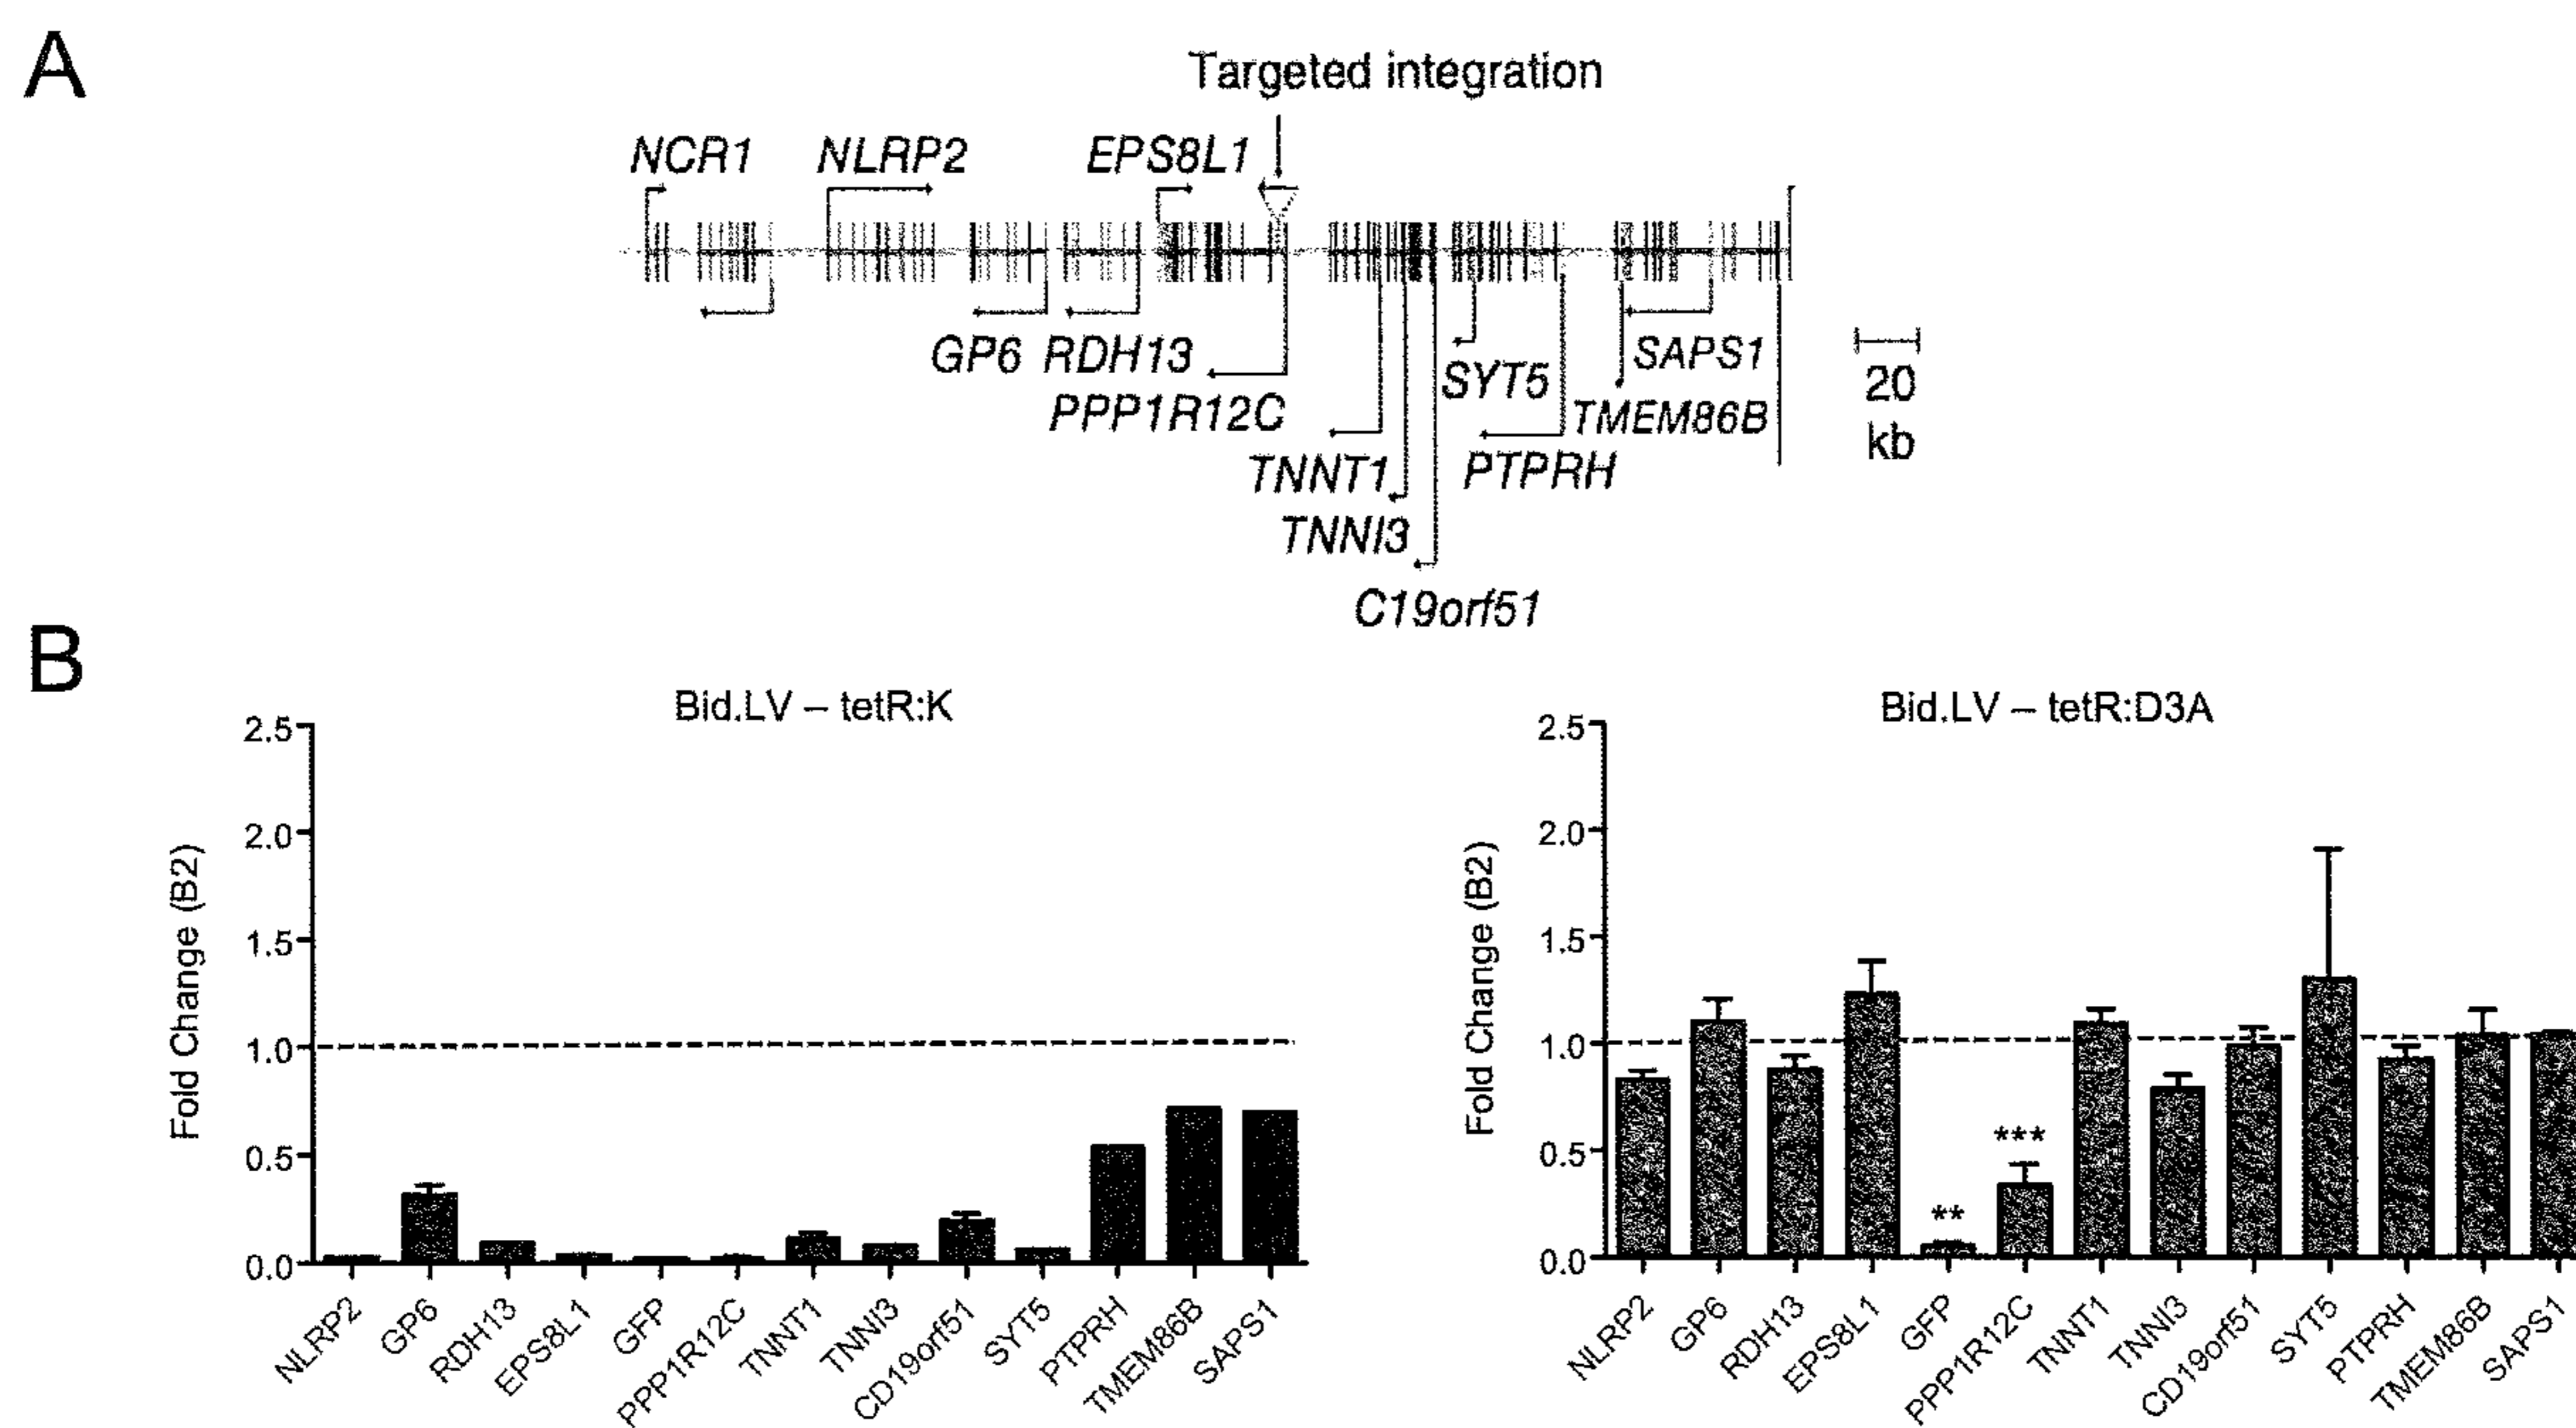 A
Targeted integration
NCR1 NLRP2 EPS8L1
GP6 RDH13 SYT5 SAPS1 20
PPP1R12C TMEM86B kb
TNNT1 PTPRH
TNNI3
C19orf51
B
Bid.LV – tetR:K
2.5
2.0
1.5
1.0
0.5
0.0
Fold Change (B2)
NLRP2
GP6
RDH13
EPS8L1
GFP
PPP1R12C
TNNT1
TNNI3
CD19orf51
SYT5
PTPRH
TMEM86B
SAPS1
Bid.LV – tetR:D3A
2.5
2.0
1.5
1.0
0.5
0.0
Fold Change (B2)
**
***
NLRP2
GP6
RDH13
EPS8L1
GFP
PPP1R12C
TNNT1
TNNI3
CD19orf51
SYT5
PTPRH
TMEM86B
SAPS1